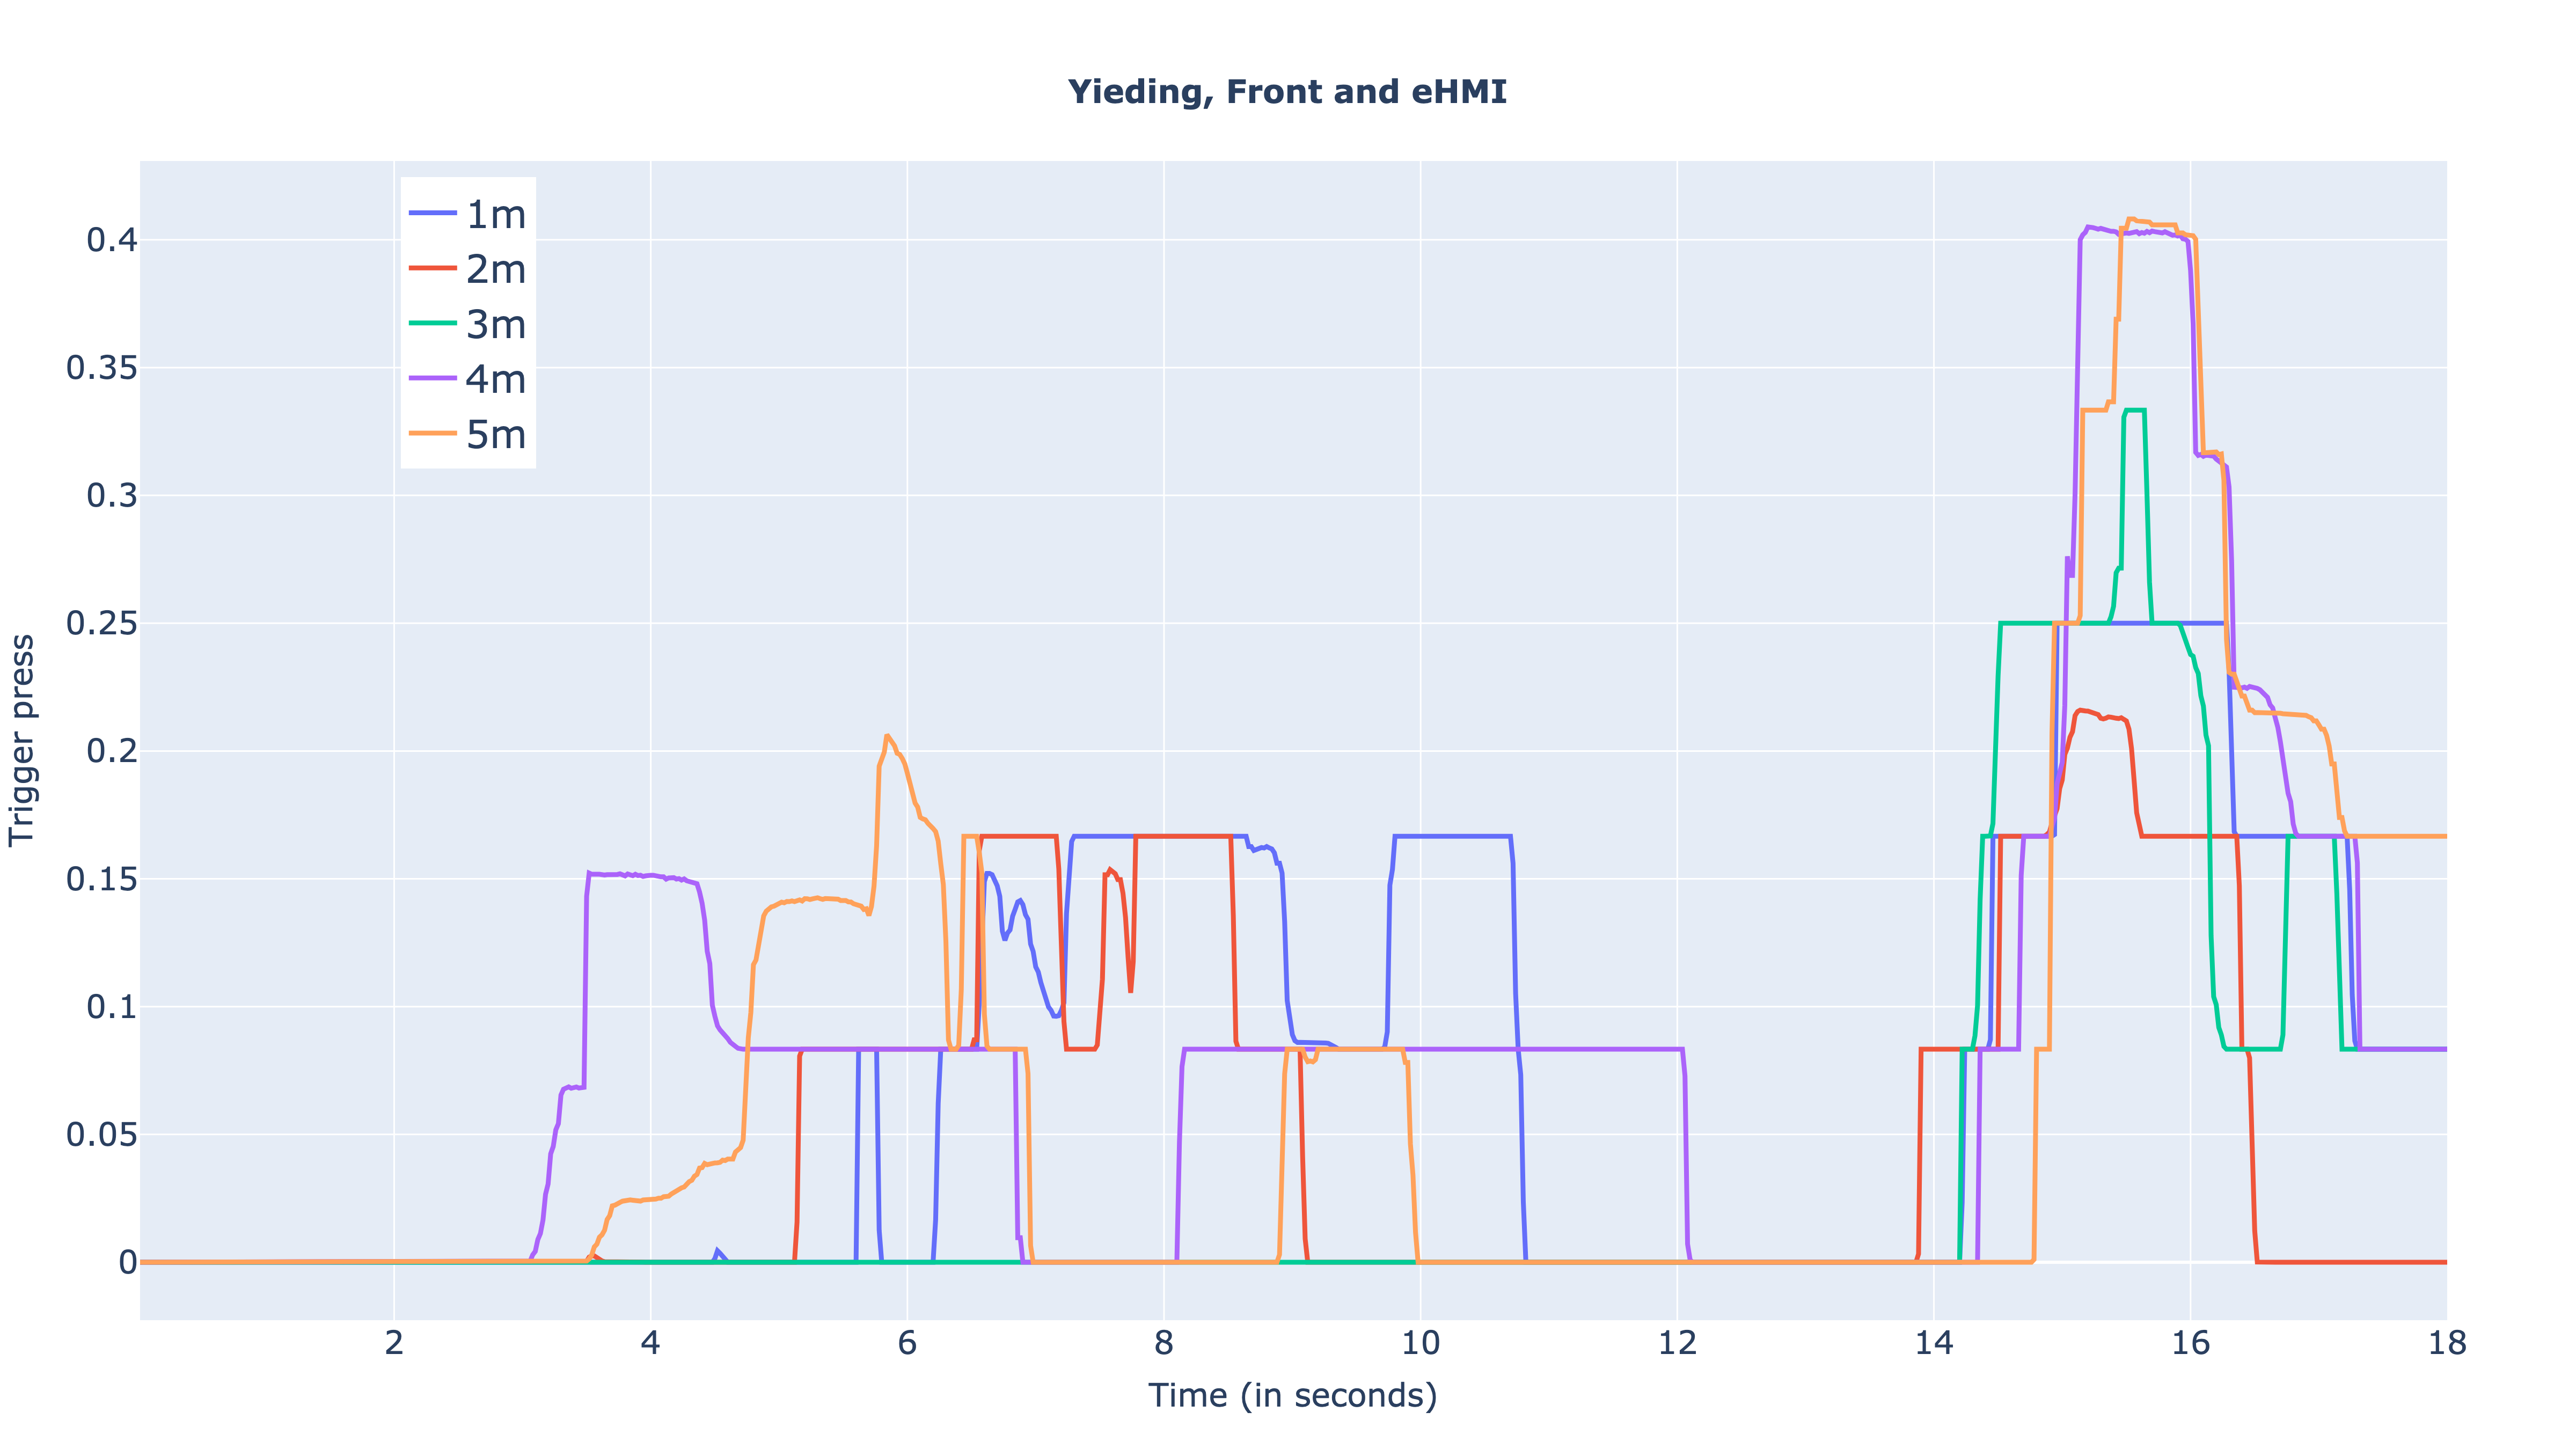 Yieding, Front and eHMI
1m
2m
3m
4m
5m
0.4
0.35
0.3
0.25
0.2
0.15
0.1
0.05
0
Trigger press
2 4 6 8 10 12 14 16 18
Time (in seconds)